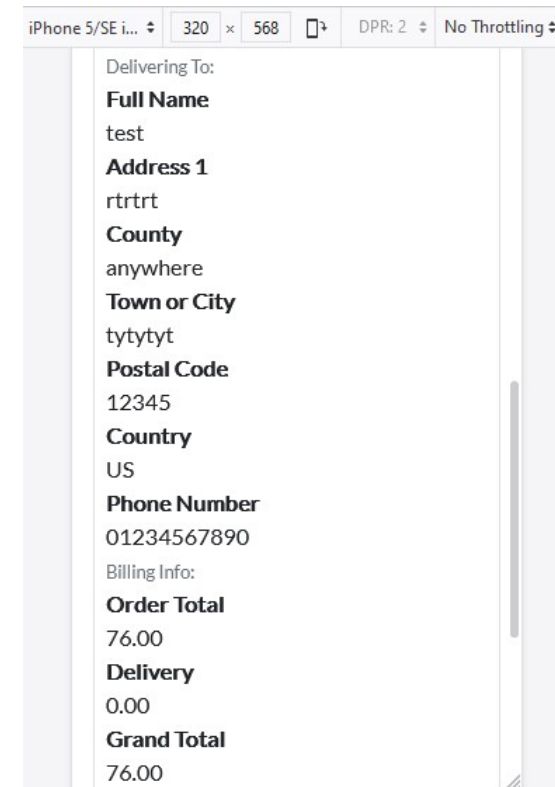 iPhone 5/SE i... 320 × 568 DPR: 2 No Throttling
Delivering To:
Full Name
test
Address 1
rtrtrt
County
anywhere
Town or City
tytytyt
Postal Code
12345
Country
US
Phone Number
01234567890
Billing Info:
Order Total
76.00
Delivery
0.00
Grand Total
76.00